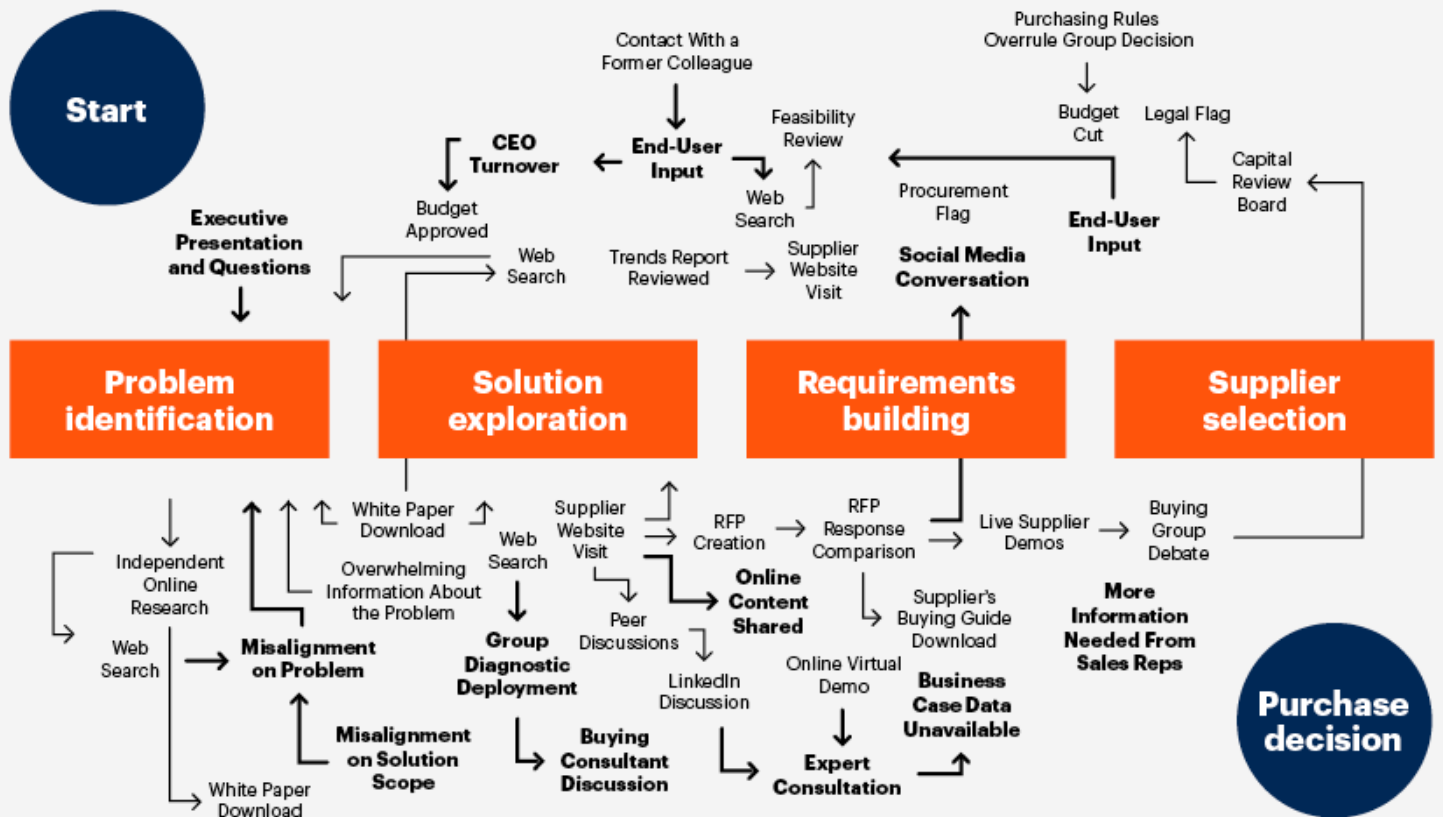 Start
Contact With a
Former Colleague
Purchasing Rules
Overrule Group Decision
CEO
Turnover
End-User
Input
Feasibility
Review
Budget
Cut
Legal Flag
Budget
Approved
Web
Search
Procurement
Flag
End-User
Input
Capital
Review
Board
Executive
Presentation
and Questions
Web
Search
Trends Report
Reviewed
Supplier
Website
Visit
Social Media
Conversation
Problem
identification
Solution
exploration
Requirements
building
Supplier
selection
Independent
Online
Research
White Paper
Download
Overwhelming
Information About
the Problem
Web
Search
Supplier
Website
Visit
RFP
Creation
RFP
Response
Comparison
Live Supplier
Demos
Buying
Group
Debate
Web
Search
Misalignment
on Problem
Group
Diagnostic
Deployment
Peer
Discussions
Online
Content
Shared
Supplier's
Buying Guide
Download
More
Information
Needed From
Sales Reps
LinkedIn
Discussion
Online Virtual
Demo
Business
Case Data
Unavailable
Misalignment
on Solution
Scope
Buying
Consultant
Discussion
Expert
Consultation
White Paper
Download
Purchase
decision